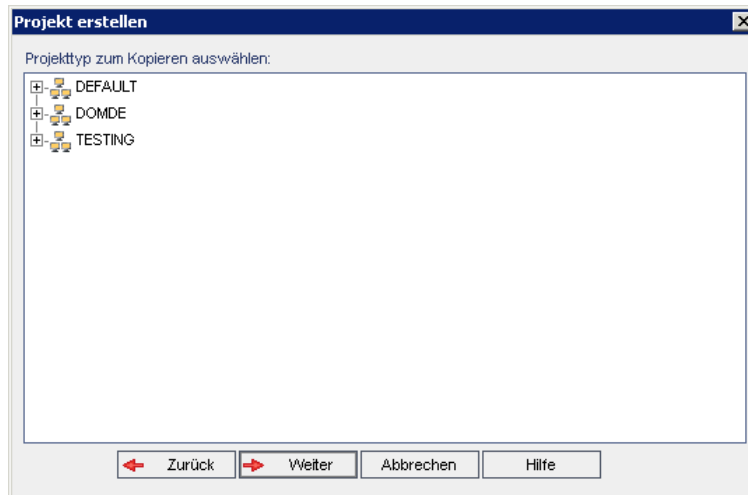 Projekt erstellen
Projekttyp zum Kopieren auswählen:
DEFAULT
DOMDE
TESTING
Zurück Weiter Abbrechen Hilfe